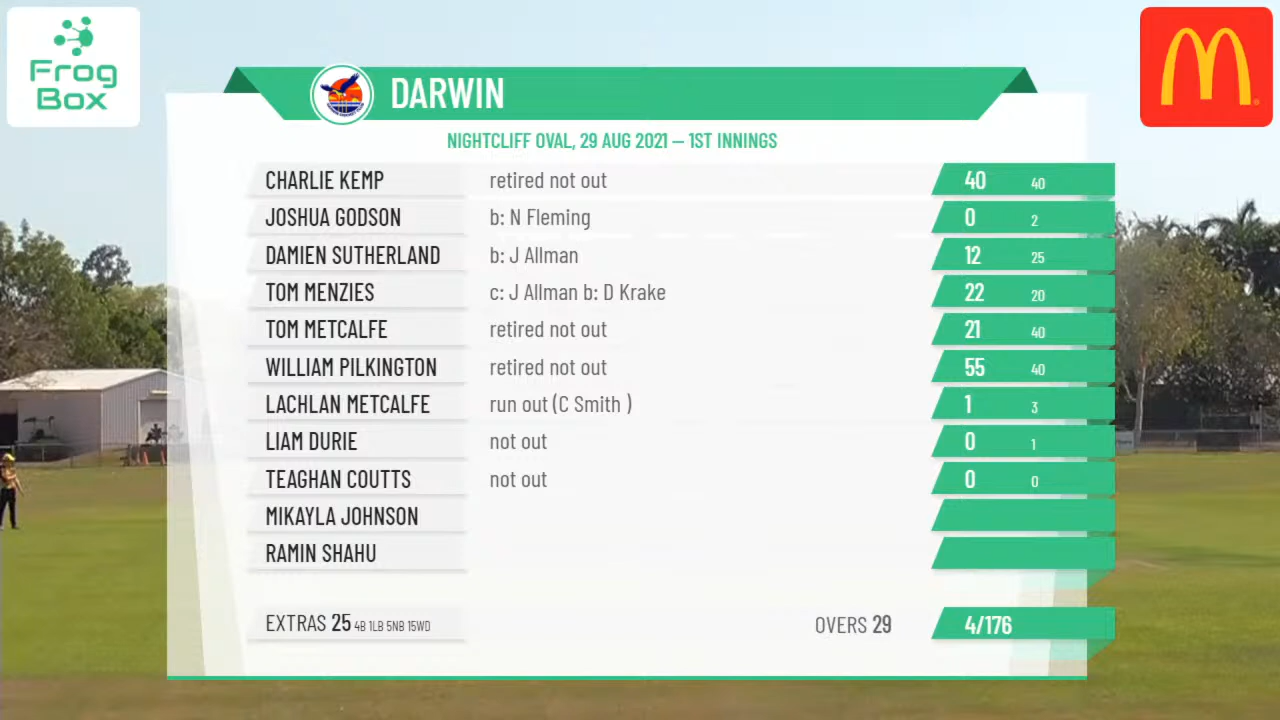 Frog
Box
DARWIN
NIGHTCLIFF OVAL, 29 AUG 2021 – 1ST INNINGS
CHARLIE KEMP retired not out 40 40
JOSHUA GODSON b: N Fleming 0 2
DAMIEN SUTHERLAND b: J Allman 12 25
TOM MENZIES c: J Allman b: D Krake 22 20
TOM METCALFE retired not out 21 40
WILLIAM PILKINGTON retired not out 55 40
LACHLAN METCALFE run out (C Smith ) 1 3
LIAM DURIE not out 0 1
TEAGHAN COUTTS not out 0 0
MIKAYLA JOHNSON
RAMIN SHAHU
EXTRAS 25 4B 1LB 5NB 15WD OVERS 29 4/176